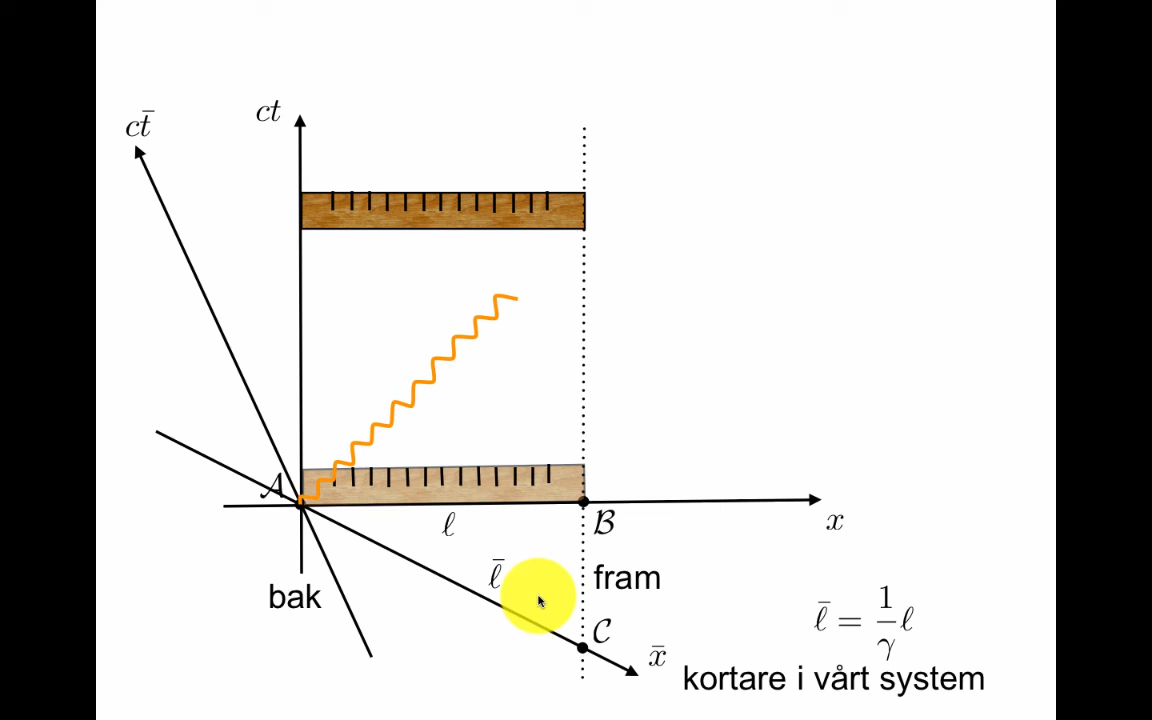 ct
ct̄
𝒜
ℓ
ℬ
x
ℓ̄
fram
bak
ℓ̄ = 1/γ ℓ
𝒞
x̄
kortare i vårt system